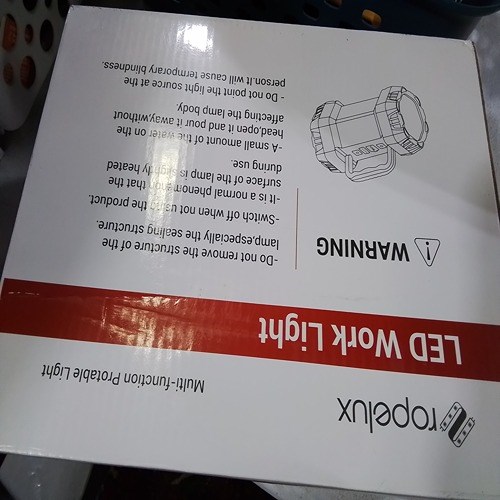 ropelux
Multi-function Protable Light
LED Work Light
WARNING
-Do not remove the structure of the
lamp,especially the sealing structure.
-Switch off when not using the product.
-It is a normal phenomenon that the
surface of the lamp is slightly heated
during use.
-A small amount of the water on the
head,open it and pour it away,without
affecting the lamp body.
- Do not point the light source at the
person.It will cause temporary blindness.